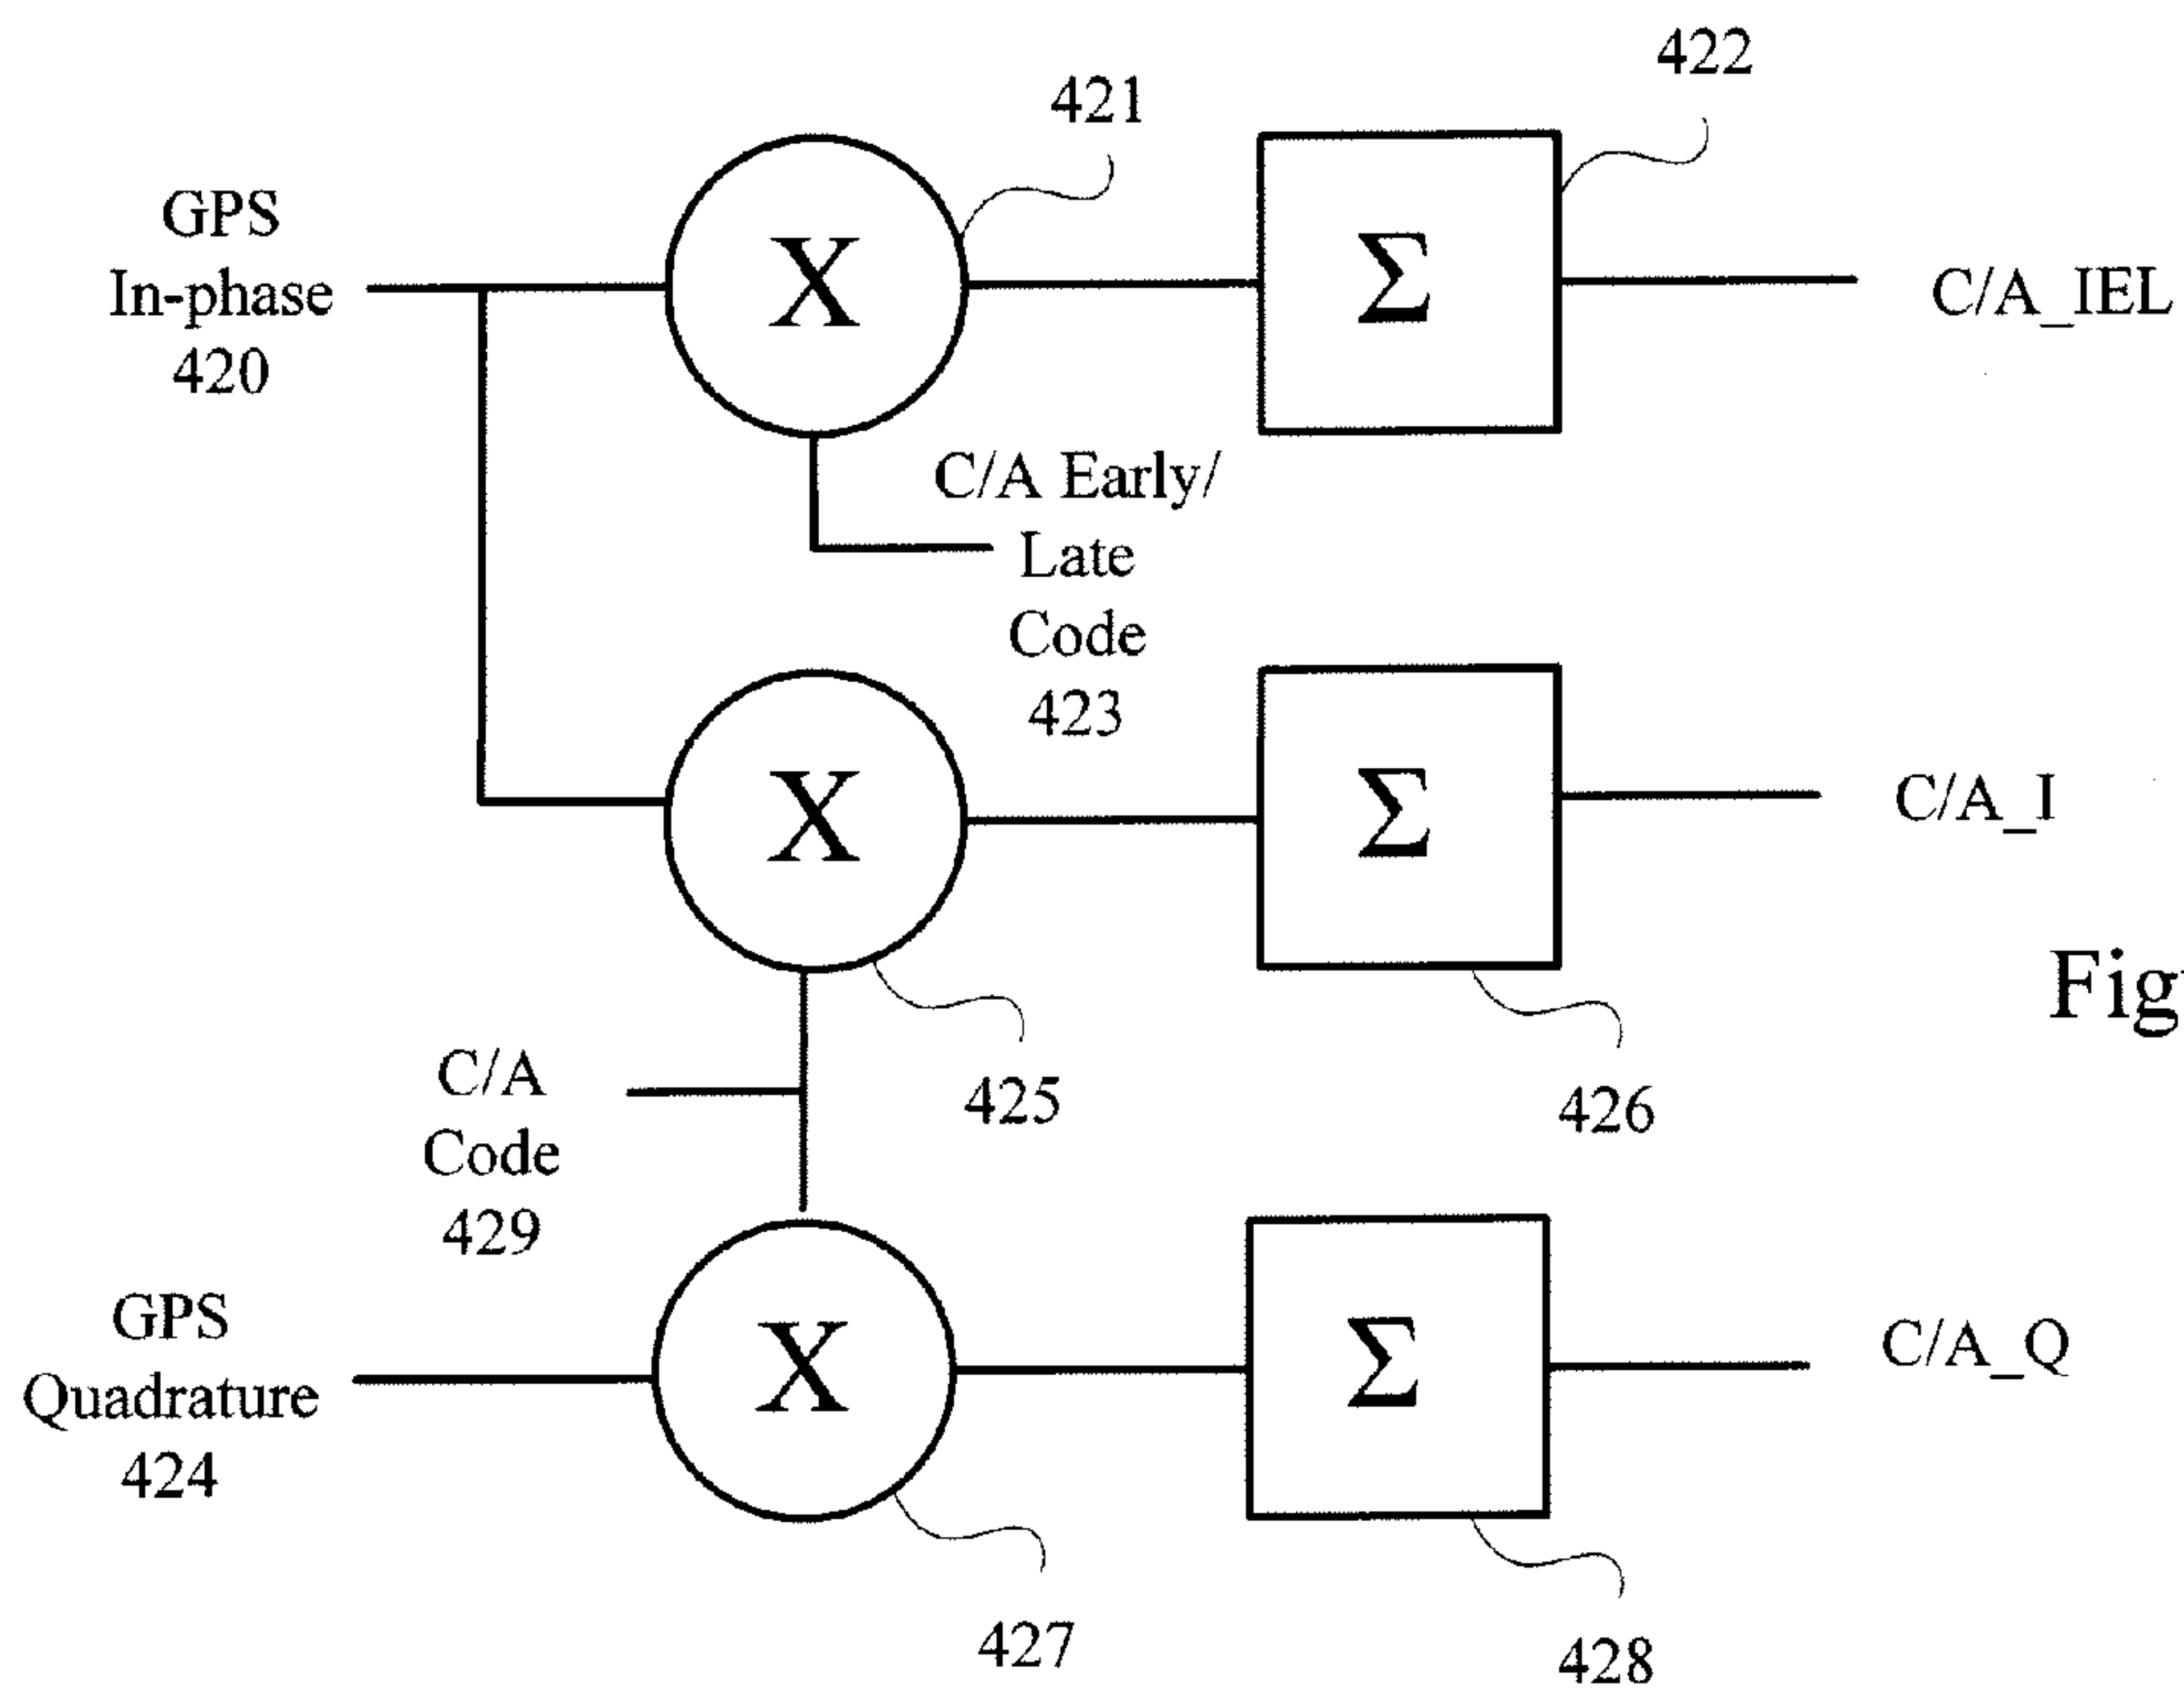 422
421
GPS
In-phase
420
X
Σ
C/A_IEL
C/A Early/
Late
Code
423
X
Σ
C/A_I
Fig
425
426
C/A
Code
429
GPS
Quadrature
424
X
Σ
C/A_Q
427
428